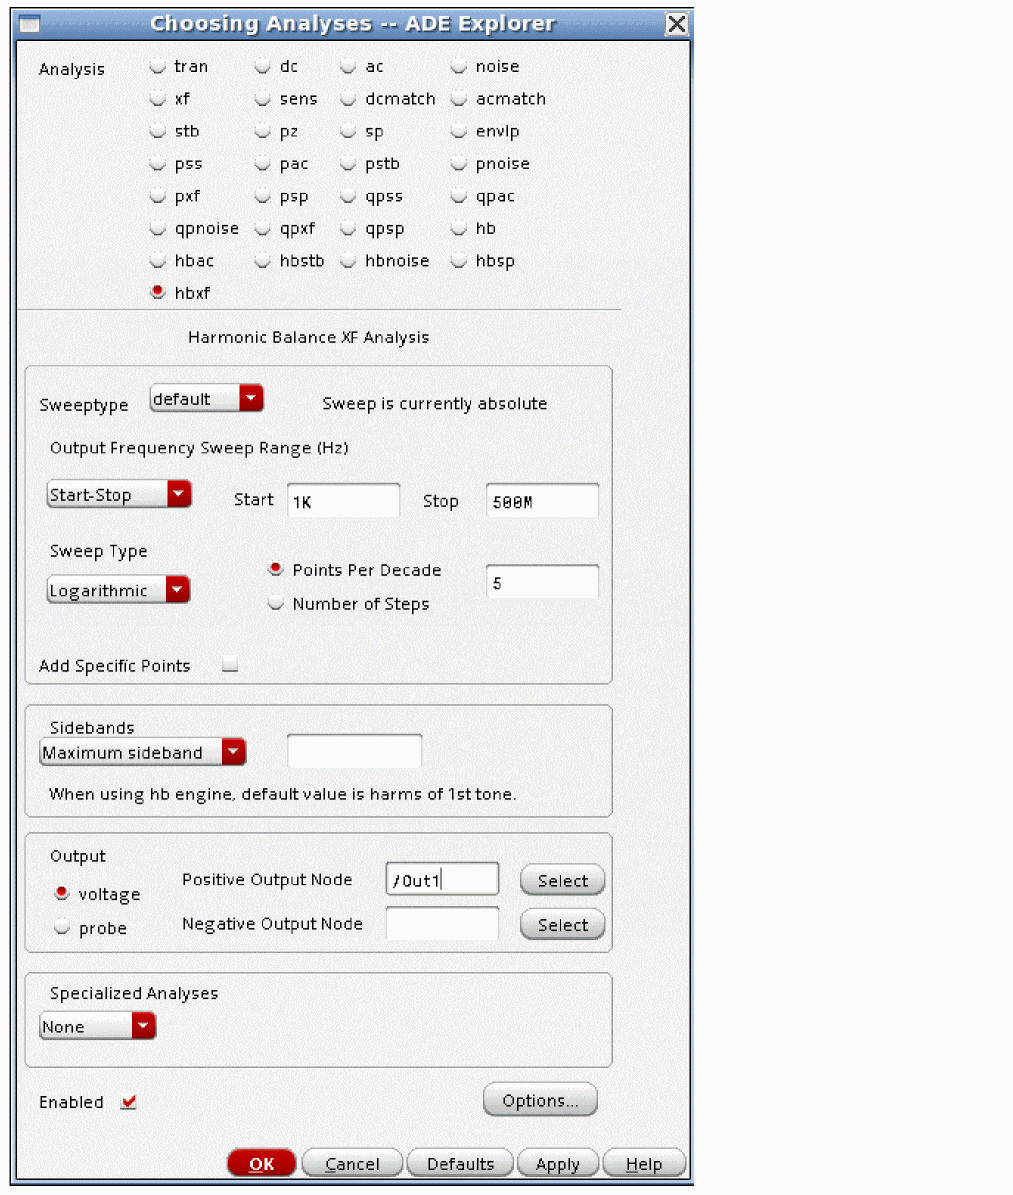 Choosing Analyses -- ADE Explorer
Analysis tran dc ac noise
xf sens dcmatch acmatch
stb pz sp envlp
pss pac pstb pnoise
pxf psp qpss qpac
qpnoise qpxf qpsp hb
hbac hbstb hbnoise hbsp
hbxf
Harmonic Balance XF Analysis
Sweeptype default Sweep is currently absolute
Output Frequency Sweep Range (Hz)
Start-Stop Start 1K Stop 500M
Sweep Type
Logarithmic Points Per Decade 5
Number of Steps
Add Specific Points
Sidebands
Maximum sideband
When using hb engine, default value is harms of 1st tone.
Output
voltage Positive Output Node /Out1 Select
probe Negative Output Node Select
Specialized Analyses
None
Enabled Options...
OK Cancel Defaults Apply Help